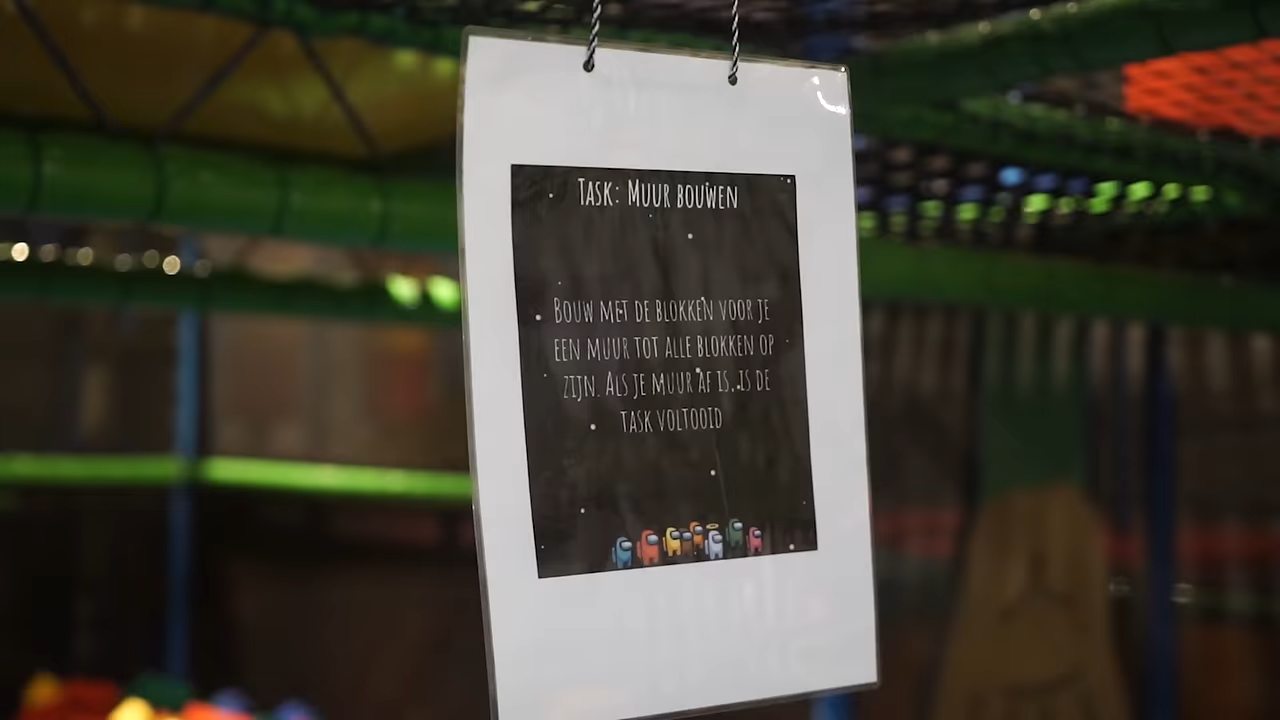 Task: Muur bouwen
Bouw met de blokken voor je
een muur tot alle blokken op
zijn. Als je muur af is, is de
task voltooid